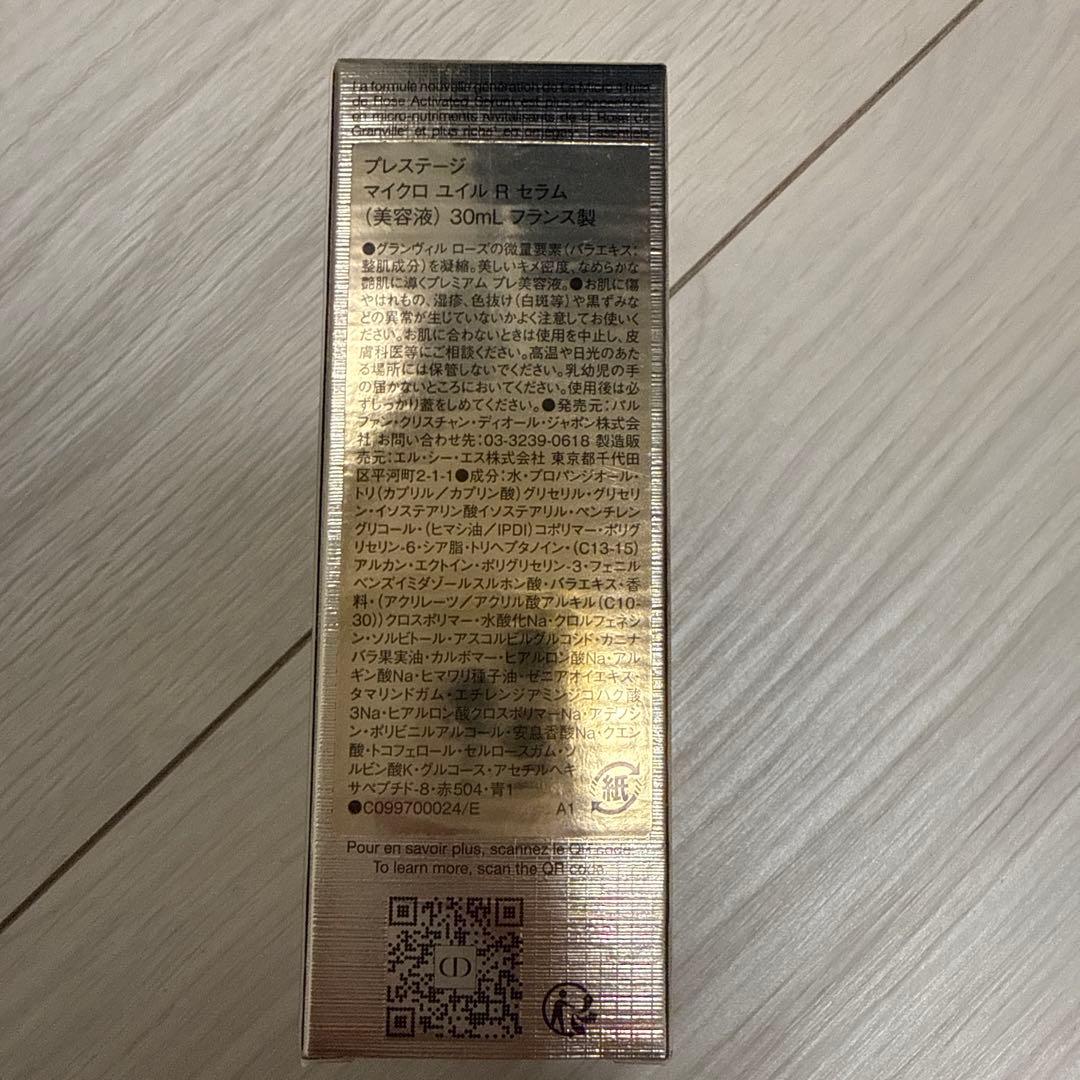 La formule nouvelle génération de La Micro-Huile
de Rose Activated Serum est plus concentrée
en micro-nutriments revitalisants de la Rose de
Granville¹ et plus riche¹ en
プレステージ
マイクロ ユイル R セラム
（美容液） 30mL フランス製
●グランヴィル ローズの微量要素（バラエキス：
整肌成分）を凝縮。美しいキメ密度、なめらかな
艶肌に導くプレミアム プレ美容液。●お肌に傷
やはれもの、湿疹、色抜け（白斑等）や黒ずみな
どの異常が生じていないかよく注意してお使いく
ださい。お肌に合わないときは使用を中止し、皮
膚科医等にご相談ください。高温や日光のあた
る場所には保管しないでください。乳幼児の手
の届かないところにおいてください。使用後は必
ずしっかり蓋をしめてください。●発売元：パル
ファン・クリスチャン・ディオール・ジャポン株式会
社 お問い合わせ先：03-3239-0618 製造販
売元：エル・シー・エス株式会社 東京都千代田
区平河町2-1-1●成分：水・プロパンジオール・
トリ（カプリル／カプリン酸）グリセリル・グリセリ
ン・イソステアリン酸イソステアリル・ペンチレン
グリコール・（ヒマシ油／IPDI）コポリマー・ポリグ
リセリン-6・シア脂・トリヘプタノイン・（C13-15）
アルカン・エクトイン・ポリグリセリン-3・フェニル
ベンズイミダゾールスルホン酸・バラエキス・香
料・（アクリレーツ／アクリル酸アルキル（C10-
30））クロスポリマー・水酸化Na・クロルフェネシ
ン・ソルビトール・アスコルビルグルコシド・カニナ
バラ果実油・カルボマー・ヒアルロン酸Na・アル
ギン酸Na・ヒマワリ種子油・ゼニアオイエキス・
タマリンドガム・エチレンジアミンジコハク酸
3Na・ヒアルロン酸クロスポリマーNa・アデノシ
ン・ポリビニルアルコール・安息香酸Na・クエン
酸・トコフェロール・セルロースガム・ソ
ルビン酸K・グルコース・アセチルヘキ
サペプチド-8・赤504・青1
●C099700024/E A1 紙
Pour en savoir plus, scannez le QR code.
To learn more, scan the QR code.
CD